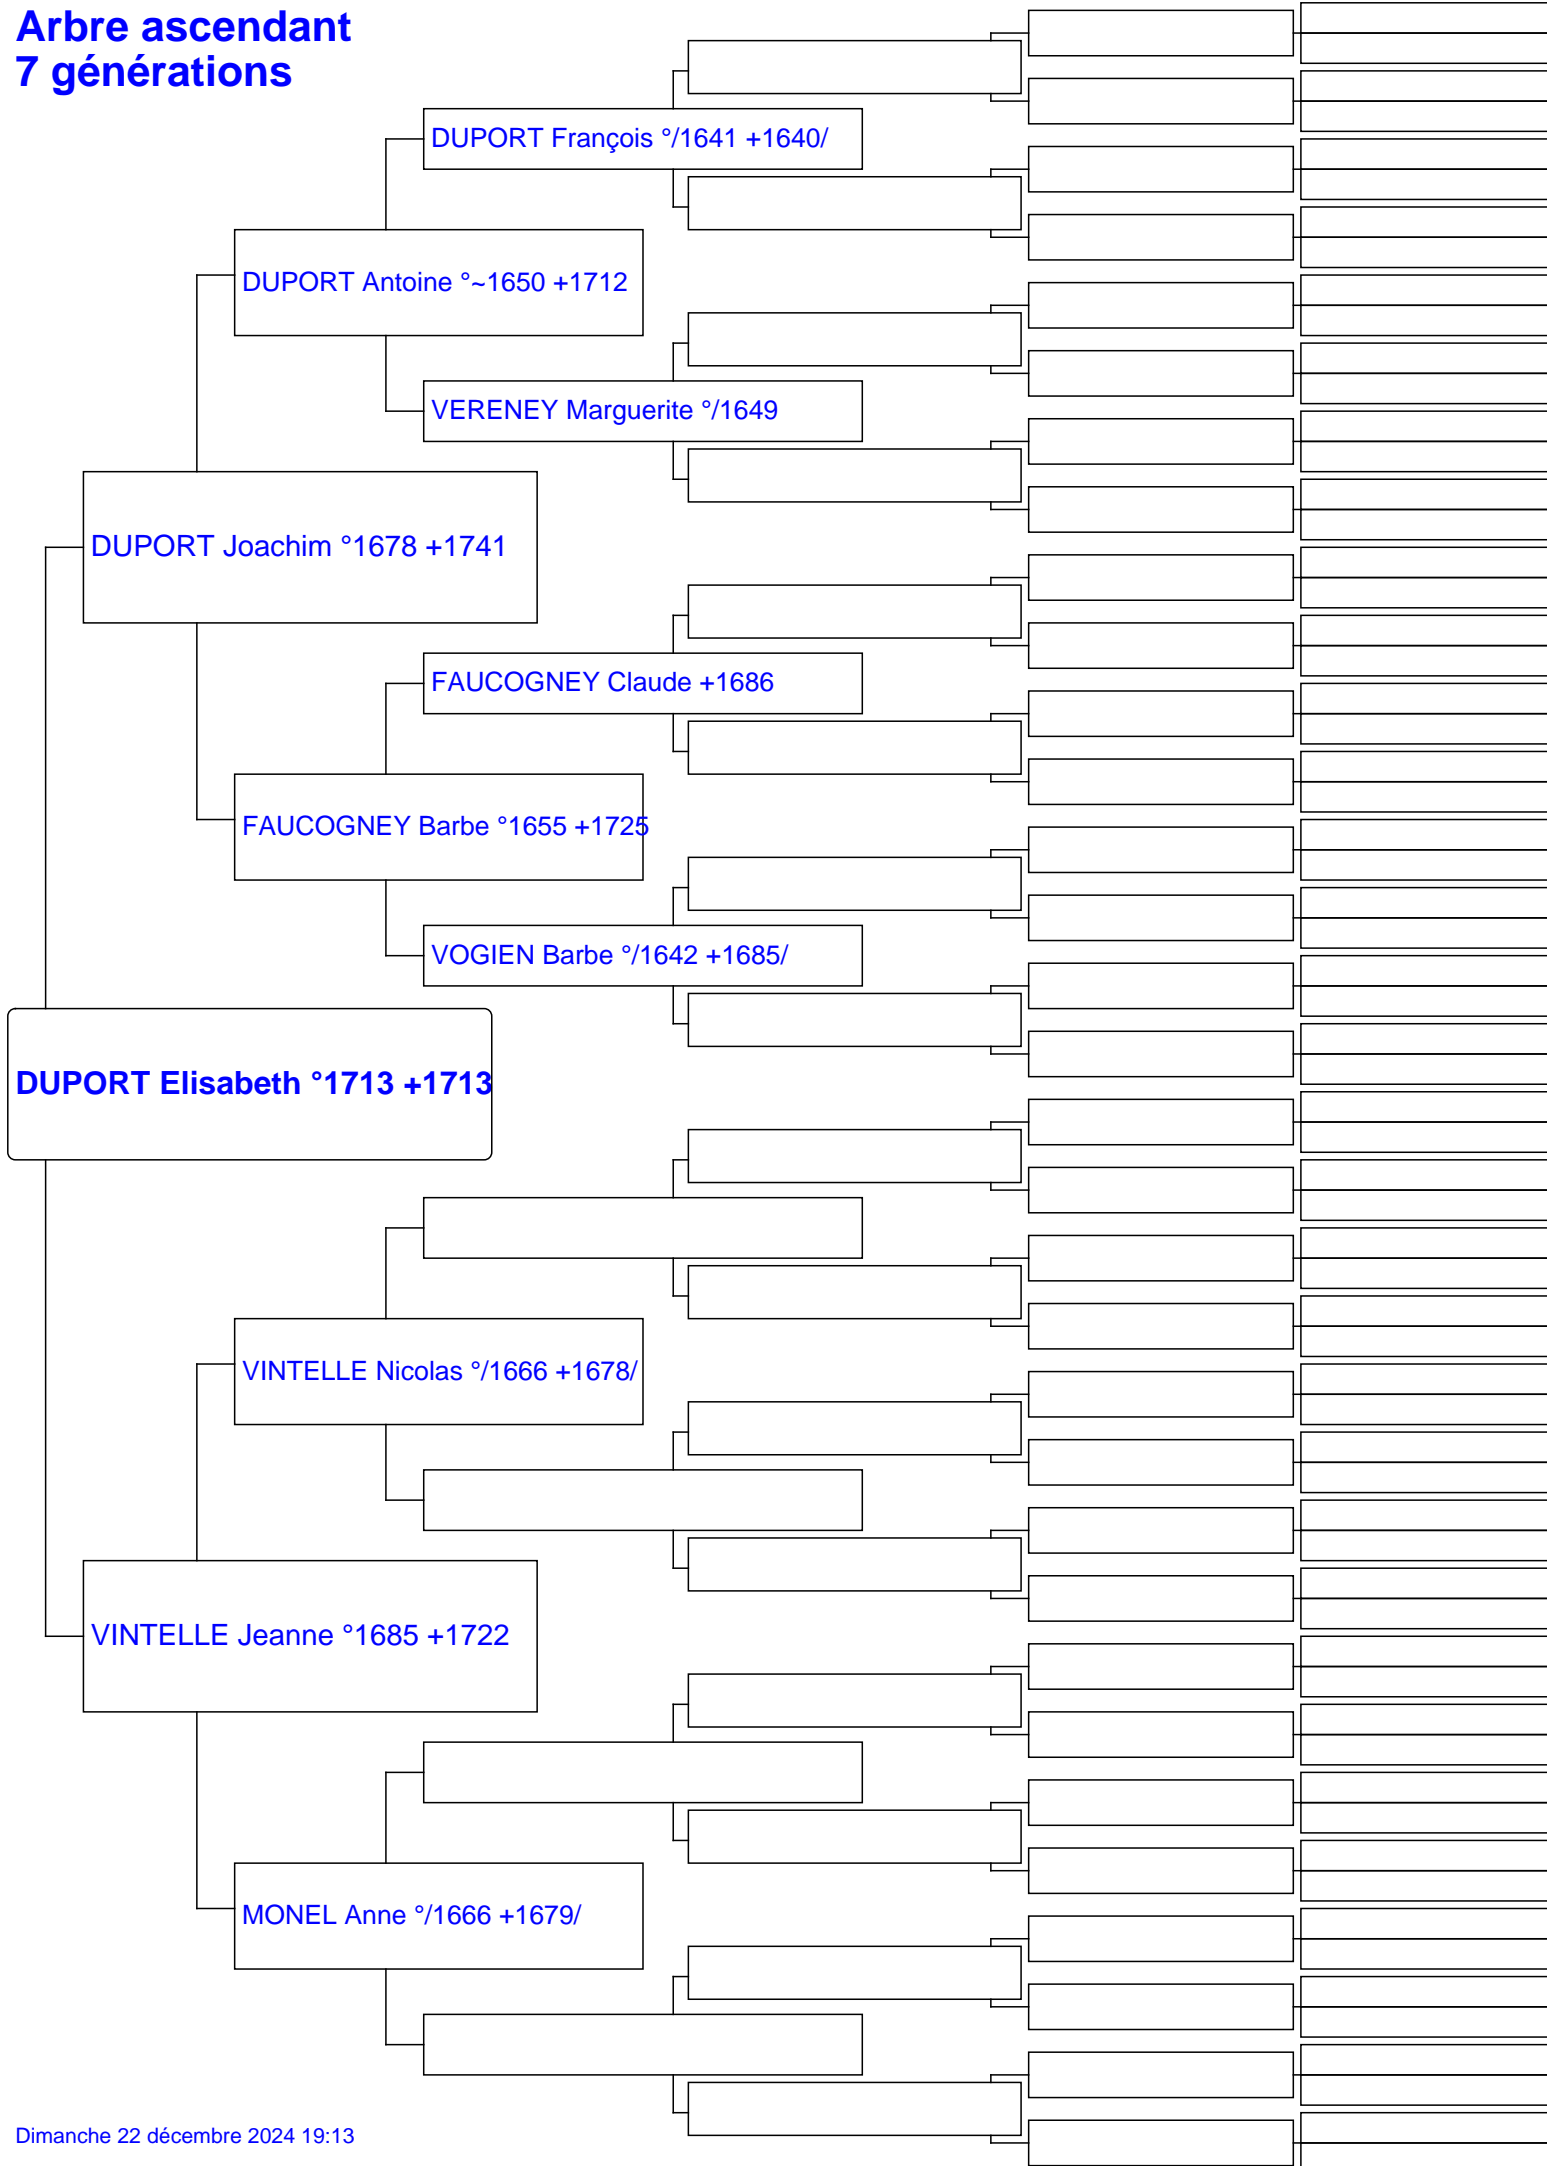 Arbre ascendant
7 générations
DUPORT François °/1641 +1640/
DUPORT Antoine °~1650 +1712
VERENEY Marguerite °/1649
DUPORT Joachim °1678 +1741
FAUCOGNEY Claude +1686
FAUCOGNEY Barbe °1655 +1725
VOGIEN Barbe °/1642 +1685/
DUPORT Elisabeth °1713 +1713
VINTELLE Nicolas °/1666 +1678/
VINTELLE Jeanne °1685 +1722
MONEL Anne °/1666 +1679/
Dimanche 22 décembre 2024 19:13